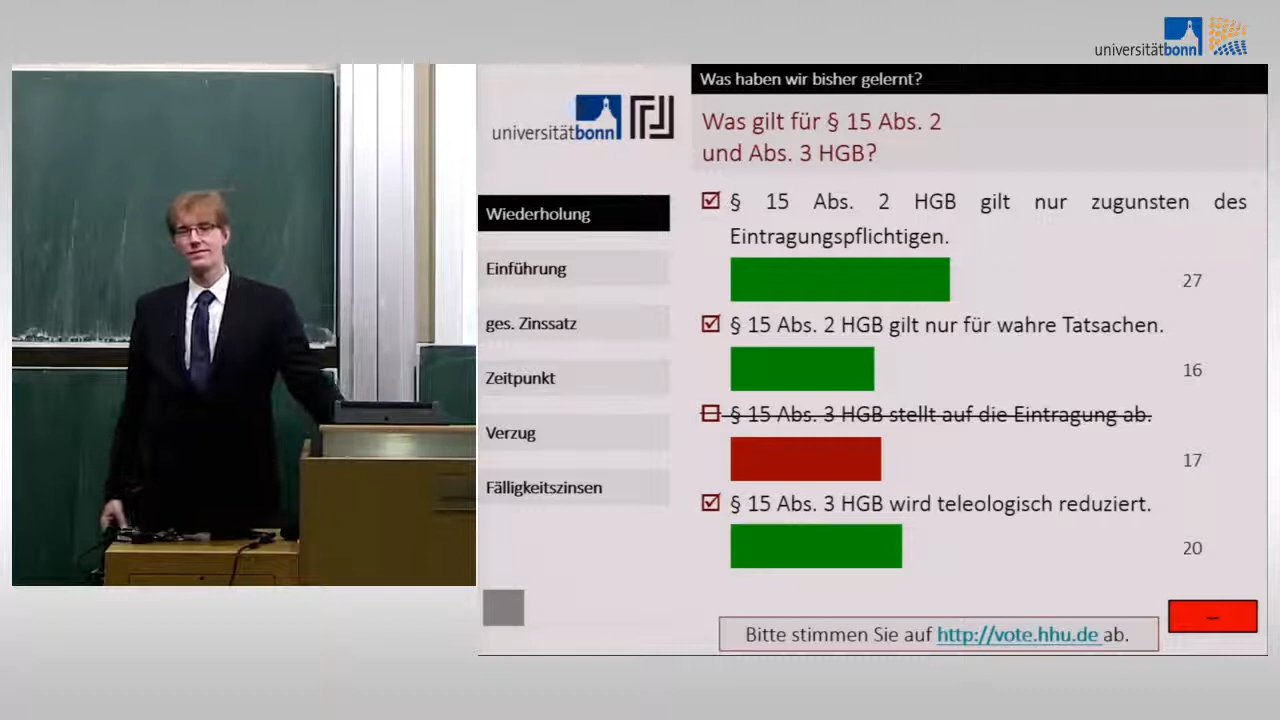 universitätbonn
Was haben wir bisher gelernt?
universitätbonn
Was gilt für § 15 Abs. 2
und Abs. 3 HGB?
Wiederholung
Einführung
ges. Zinssatz
Zeitpunkt
Verzug
Fälligkeitszinsen
§ 15 Abs. 2 HGB gilt nur zugunsten des
Eintragungspflichtigen.
27
§ 15 Abs. 2 HGB gilt nur für wahre Tatsachen.
16
§ 15 Abs. 3 HGB stellt auf die Eintragung ab.
17
§ 15 Abs. 3 HGB wird teleologisch reduziert.
20
Bitte stimmen Sie auf http://vote.hhu.de ab.